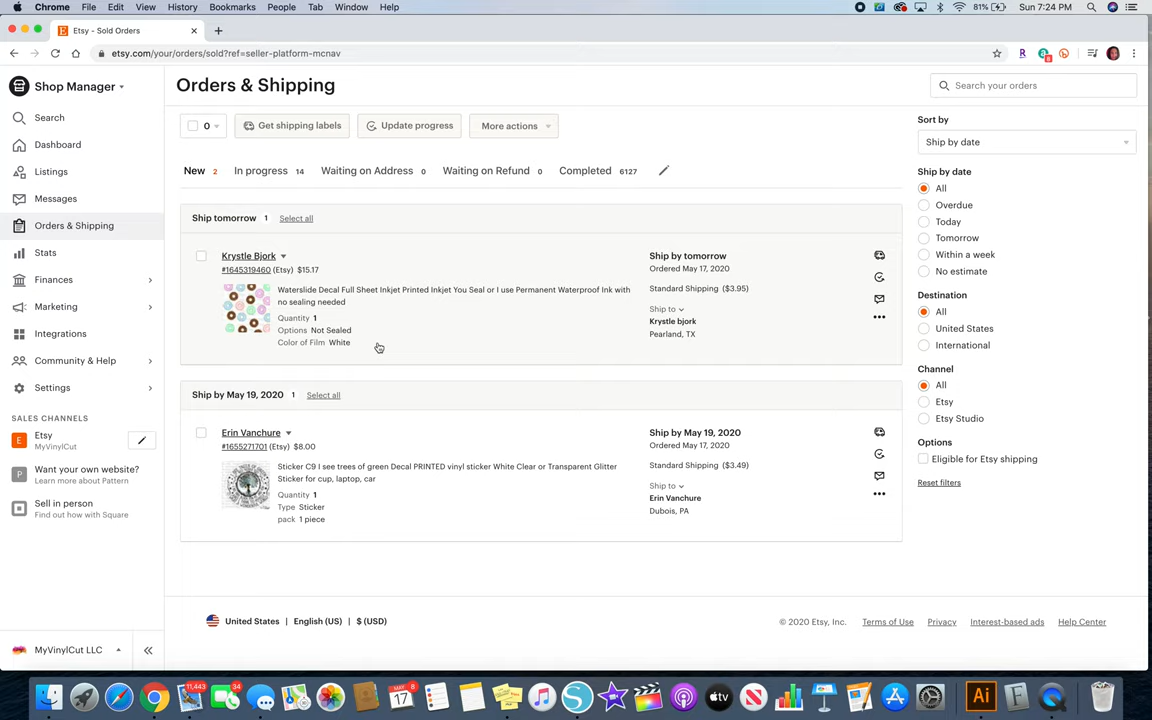 Chrome File Edit View History Bookmarks People Tab Window Help 81% Sun 7:24 PM
Etsy - Sold Orders
etsy.com/your/orders/sold?ref=seller-platform-mcnav
Shop Manager
Search
Dashboard
Listings
Messages
Orders & Shipping
Stats
Finances
Marketing
Integrations
Community & Help
Settings
SALES CHANNELS
Etsy
MyVinylCut
Want your own website?
Learn more about Pattern
Sell in person
Find out how with Square
MyVinylCut LLC
Orders & Shipping
Search your orders
0 Get shipping labels Update progress More actions
New 2 In progress 14 Waiting on Address 0 Waiting on Refund 0 Completed 6127
Ship tomorrow 1 Select all
Krystle Bjork
#1645319460 (Etsy) $15.17
Waterslide Decal Full Sheet Inkjet Printed Inkjet You Seal or I use Permanent Waterproof Ink with
no sealing needed
Quantity 1
Options Not Sealed
Color of Film White
Ship by tomorrow
Ordered May 17, 2020
Standard Shipping ($3.95)
Ship to
Krystle bjork
Pearland, TX
Ship by May 19, 2020 1 Select all
Erin Vanchure
#1655271701 (Etsy) $8.00
Sticker C9 I see trees of green Decal PRINTED vinyl sticker White Clear or Transparent Glitter
Sticker for cup, laptop, car
Quantity 1
Type Sticker
pack 1 piece
Ship by May 19, 2020
Ordered May 17, 2020
Standard Shipping ($3.49)
Ship to
Erin Vanchure
Dubois, PA
Sort by
Ship by date
Ship by date
All
Overdue
Today
Tomorrow
Within a week
No estimate
Destination
All
United States
International
Channel
All
Etsy
Etsy Studio
Options
Eligible for Etsy shipping
Reset filters
United States | English (US) | $ (USD)
© 2020 Etsy, Inc. Terms of Use Privacy Interest-based ads Help Center
11,443 34 MAY 17 8 tv Ai